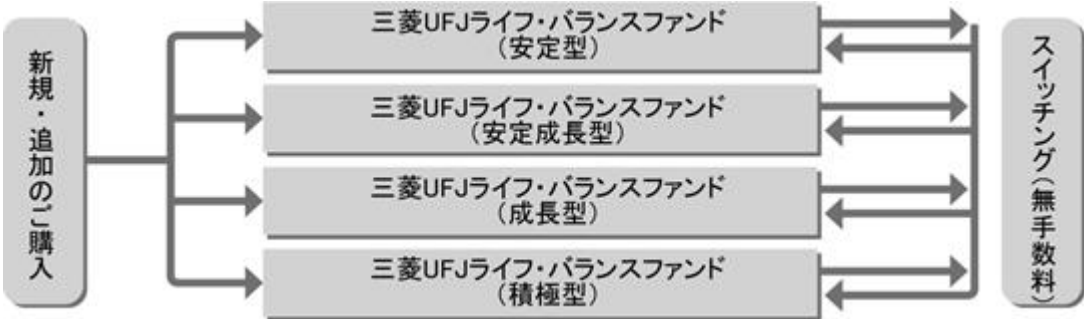 新規・追加のご購入
三菱UFJライフ・バランスファンド
（安定型）
三菱UFJライフ・バランスファンド
（安定成長型）
三菱UFJライフ・バランスファンド
（成長型）
三菱UFJライフ・バランスファンド
（積極型）
スイッチング（無手数料）